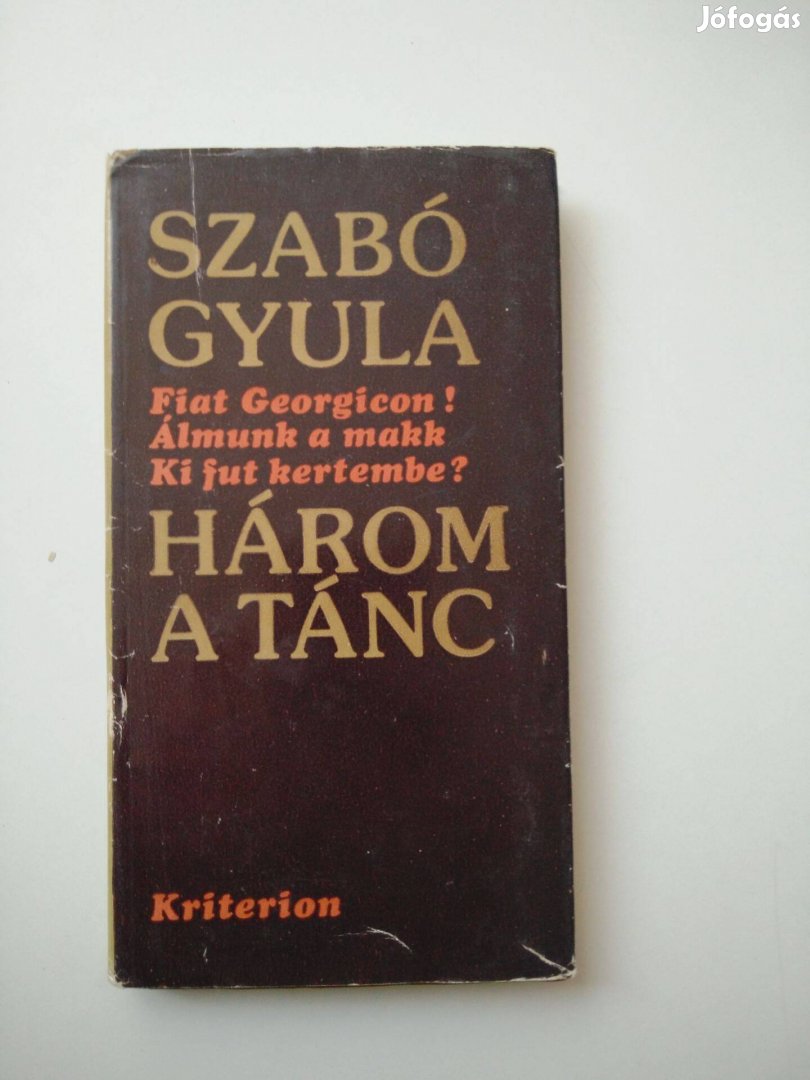 Jófogás
SZABÓ
GYULA
Fiat Georgicon!
Álmunk a makk
Ki fut kertembe?
HÁROM
A TÁNC
Kriterion